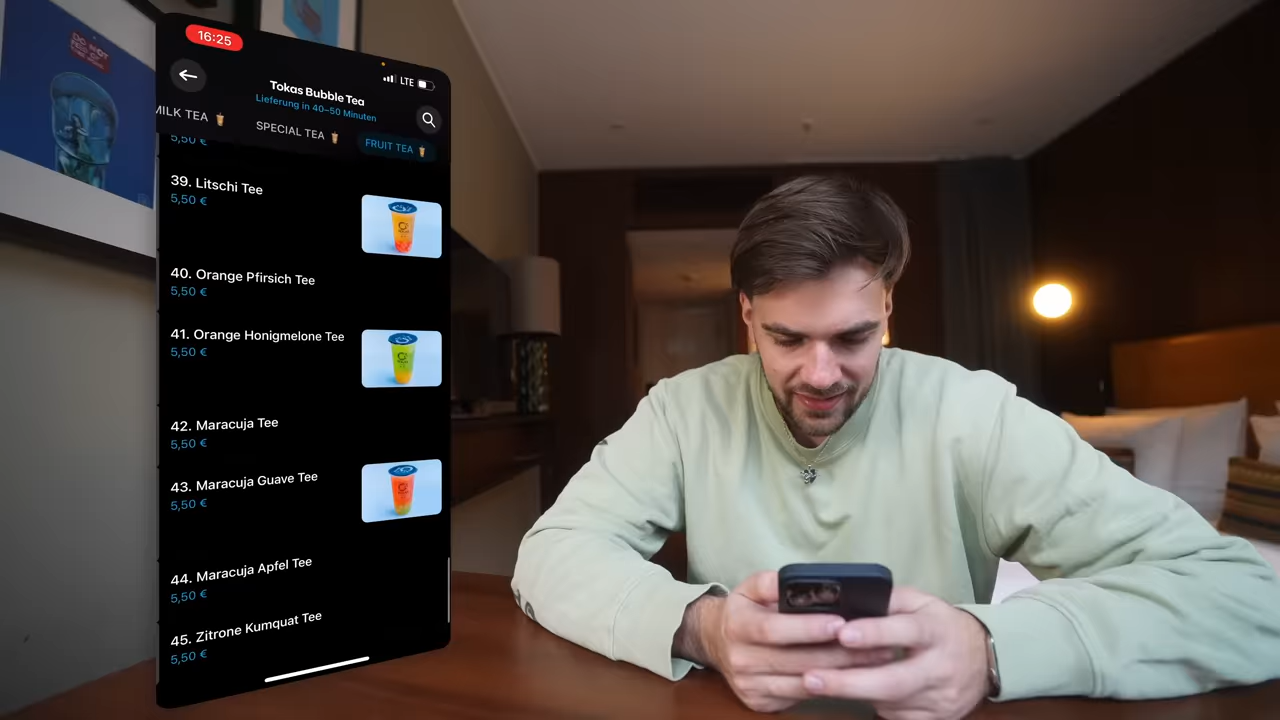 DO NOT
16:25
LTE
Tokas Bubble Tea
Lieferung in 40–50 Minuten
MILK TEA
SPECIAL TEA
FRUIT TEA
5,50 €
39. Litschi Tee
5,50 €
40. Orange Pfirsich Tee
5,50 €
41. Orange Honigmelone Tee
5,50 €
42. Maracuja Tee
5,50 €
43. Maracuja Guave Tee
5,50 €
44. Maracuja Apfel Tee
5,50 €
45. Zitrone Kumquat Tee
5,50 €